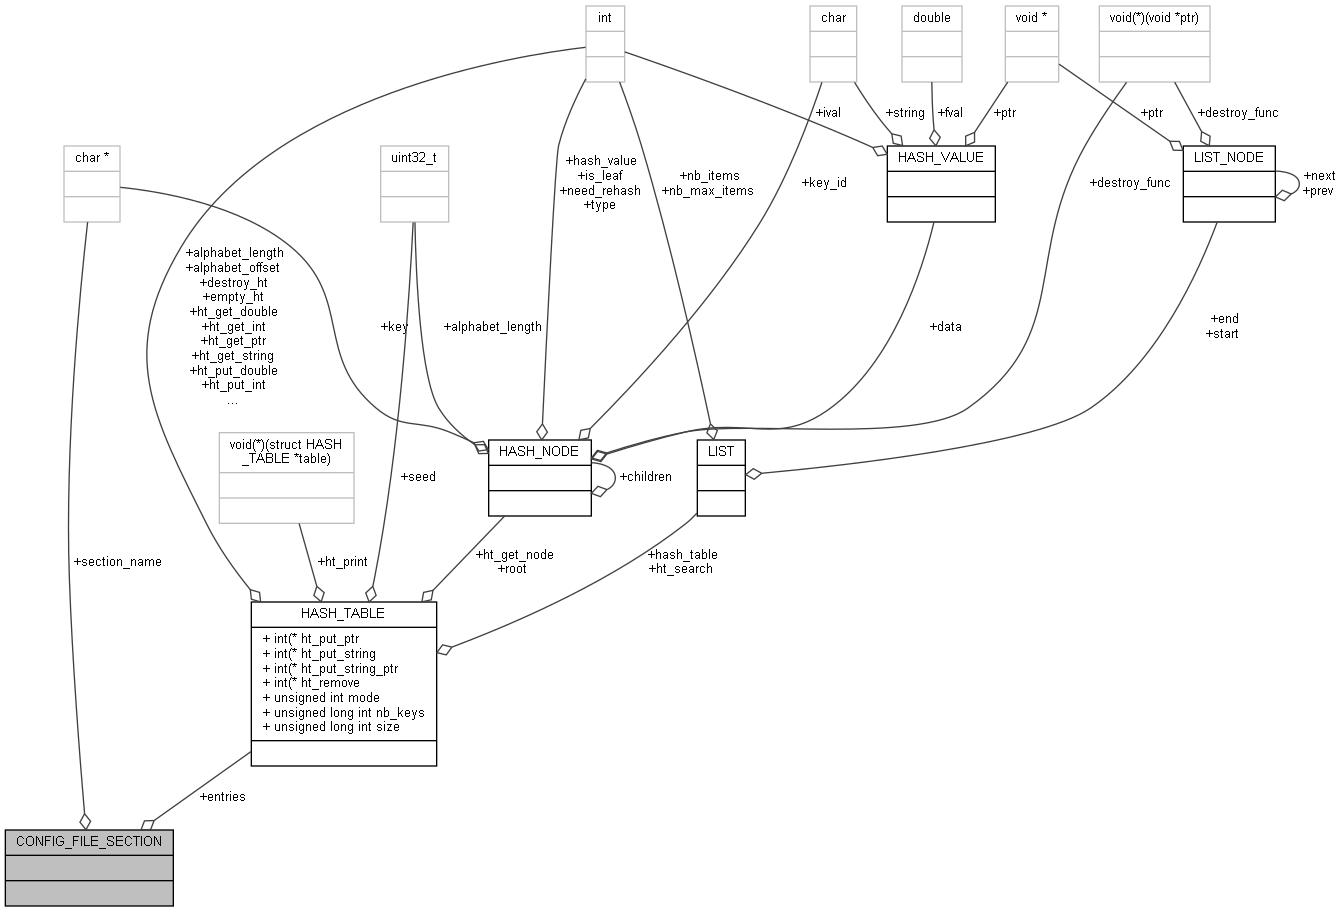 int
char
double
void *
void(*)(void *ptr)
+ival
+string
+fval
+ptr
+ptr
+destroy_func
char *
uint32_t
+hash_value
+is_leaf
+need_rehash
+type
+nb_items
+nb_max_items
+key_id
HASH_VALUE
+destroy_func
LIST_NODE
+next
+prev
+alphabet_length
+alphabet_offset
+destroy_ht
+empty_ht
+ht_get_double
+ht_get_int
+ht_get_ptr
+ht_get_string
+ht_put_double
+ht_put_int
...
+key
+alphabet_length
+data
+end
+start
void(*)(struct HASH
_TABLE *table)
+seed
HASH_NODE
+children
LIST
+section_name
+ht_print
+ht_get_node
+root
+hash_table
+ht_search
HASH_TABLE
+ int(* ht_put_ptr
+ int(* ht_put_string
+ int(* ht_put_string_ptr
+ int(* ht_remove
+ unsigned int mode
+ unsigned long int nb_keys
+ unsigned long int size
+entries
CONFIG_FILE_SECTION